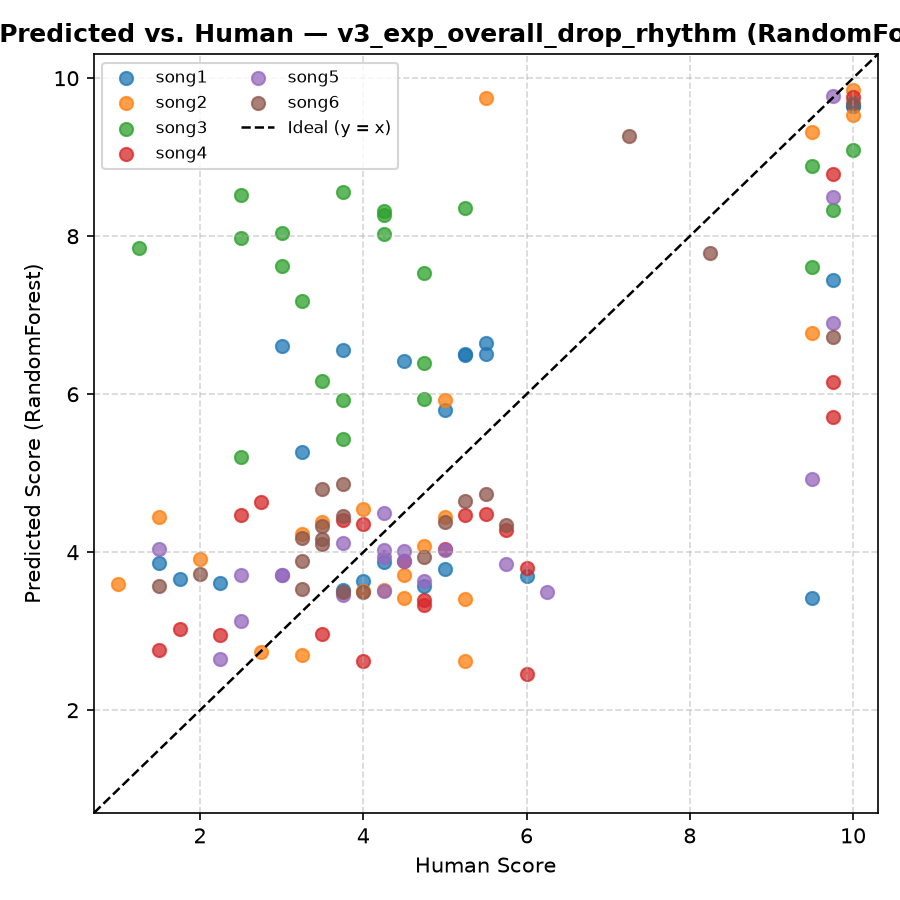 Predicted vs. Human — v3_exp_overall_drop_rhythm (RandomFo
song1
song2
song3
song4
song5
song6
Ideal (y = x)
10
8
6
4
2
Predicted Score (RandomForest)
2 4 6 8 10
Human Score